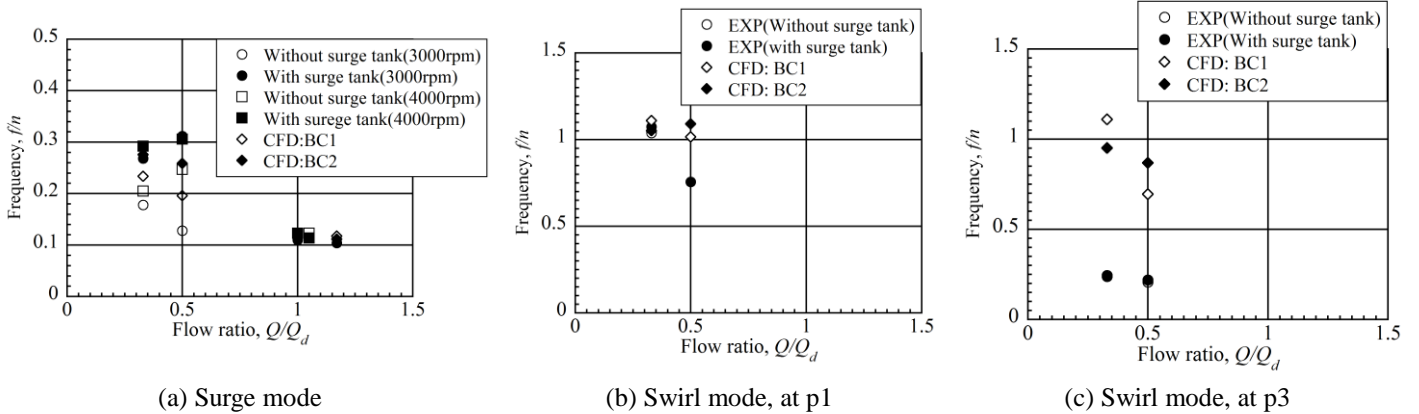 0.5
0.4
0.3
0.2
0.1
0
0
0.5
1
1.5
Frequency, f/n
Flow ratio, Q/Qd
Without surge tank(3000rpm)
With surge tank(3000rpm)
Without surge tank(4000rpm)
With surege tank(4000rpm)
CFD:BC1
CFD:BC2
(a) Surge mode
1.5
1
0.5
0
0
0.5
1
1.5
Frequency, f/n
Flow ratio, Q/Qd
EXP(Without surge tank)
EXP(with surge tank)
CFD: BC1
CFD: BC2
(b) Swirl mode, at p1
1.5
1
0.5
0
0
0.5
1
1.5
Frequency, f/n
Flow ratio, Q/Qd
EXP(Without surge tank)
EXP(With surge tank)
CFD: BC1
CFD: BC2
(c) Swirl mode, at p3